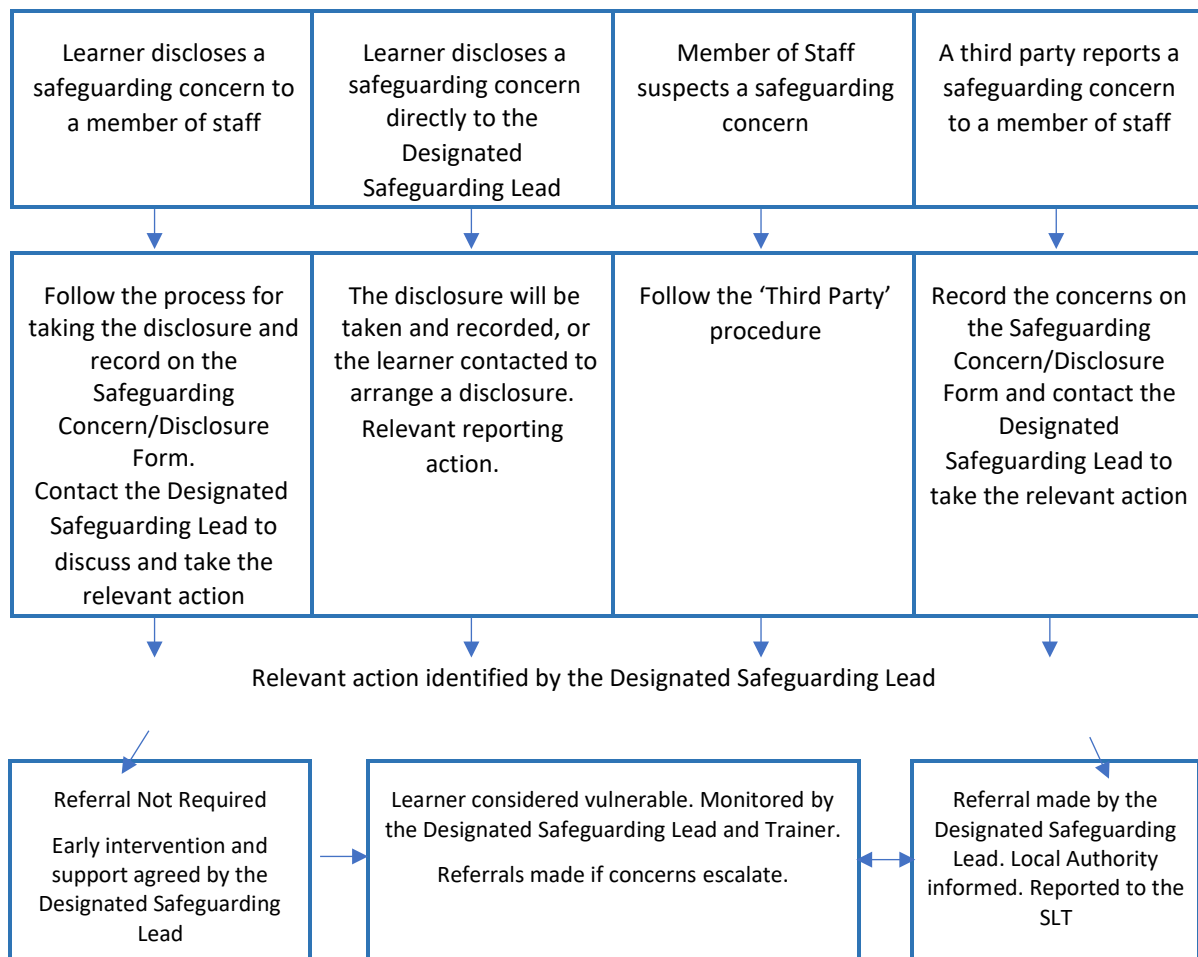 Learner discloses a
safeguarding concern to
a member of staff
Learner discloses a
safeguarding concern
directly to the
Designated
Safeguarding Lead
Member of Staff
suspects a safeguarding
concern
A third party reports a
safeguarding concern
to a member of staff
Follow the process for
taking the disclosure and
record on the
Safeguarding
Concern/Disclosure
Form.
Contact the Designated
Safeguarding Lead to
discuss and take the
relevant action
The disclosure will be
taken and recorded, or
the learner contacted to
arrange a disclosure.
Relevant reporting
action.
Follow the ‘Third Party’
procedure
Record the concerns on
the Safeguarding
Concern/Disclosure
Form and contact the
Designated
Safeguarding Lead to
take the relevant action
Relevant action identified by the Designated Safeguarding Lead
Referral Not Required
Early intervention and
support agreed by the
Designated Safeguarding
Lead
Learner considered vulnerable. Monitored by
the Designated Safeguarding Lead and Trainer.
Referrals made if concerns escalate.
Referral made by the
Designated Safeguarding
Lead. Local Authority
informed. Reported to the
SLT